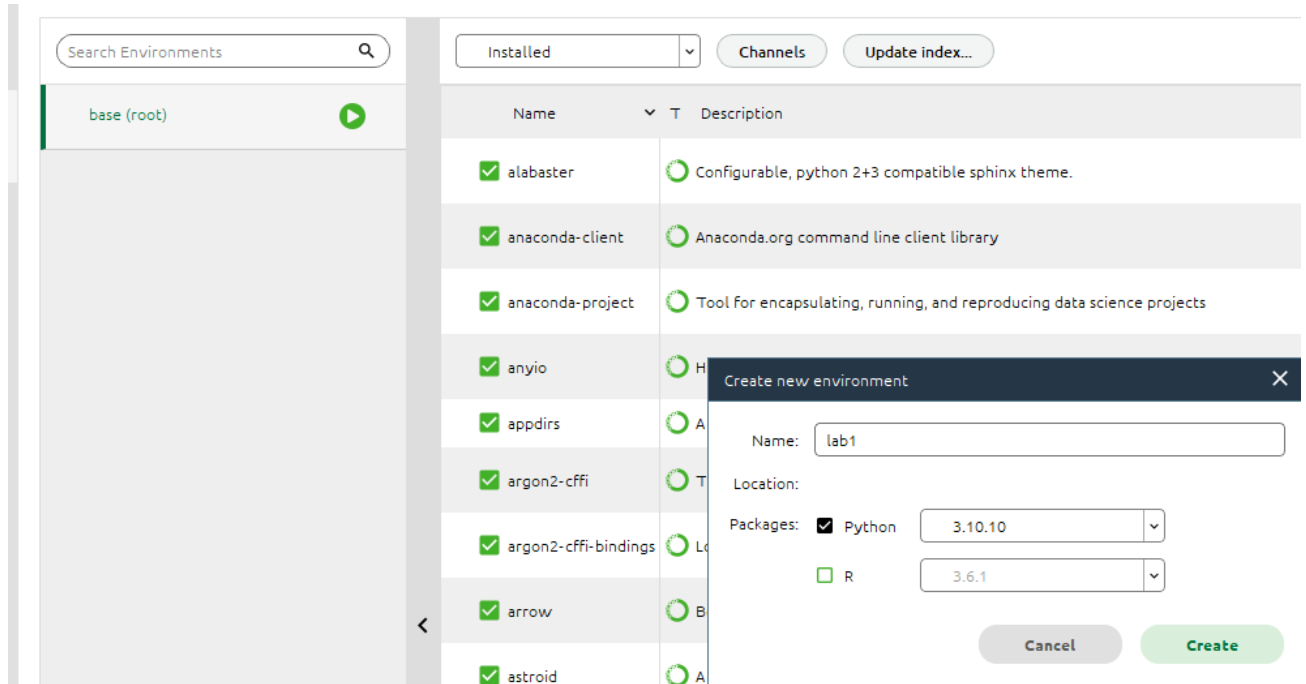 Search Environments
base (root)
Installed
Channels
Update index...
Name T Description
alabaster Configurable, python 2+3 compatible sphinx theme.
anaconda-client Anaconda.org command line client library
anaconda-project Tool for encapsulating, running, and reproducing data science projects
anyio H
appdirs A
argon2-cffi T
argon2-cffi-bindings Lo
arrow B
astroid A
Create new environment
Name: lab1
Location:
Packages: Python 3.10.10
R 3.6.1
Cancel Create